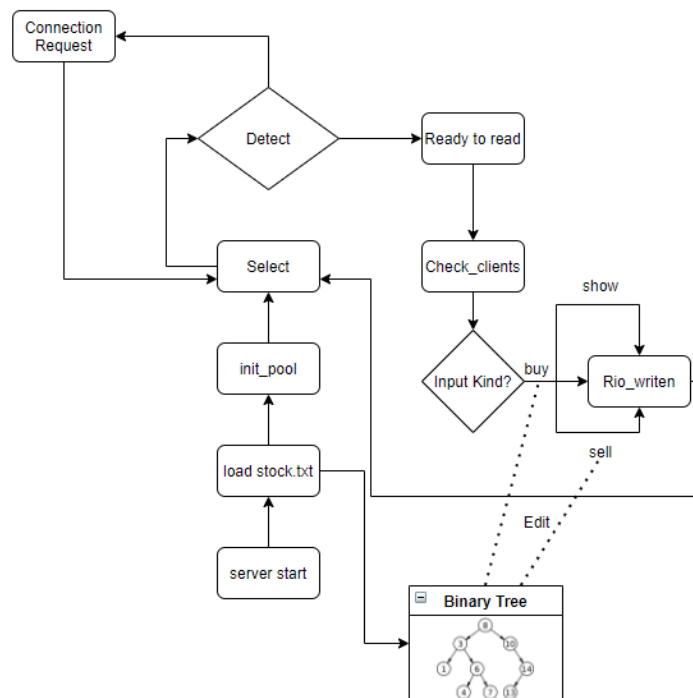 Connection
Request
Detect
Ready to read
Select
Check_clients
show
init_pool
Input Kind?
buy
Rio_writen
load stock.txt
sell
Edit
server start
Binary Tree
8
3
10
1
6
14
4
7
13